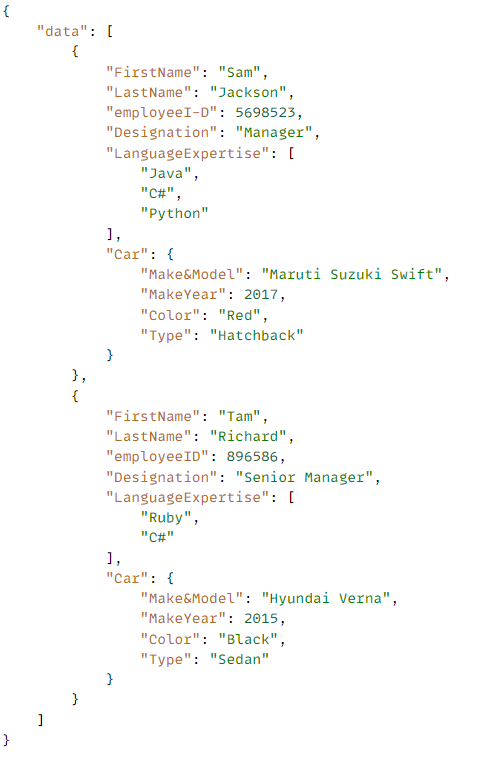 {
    "data": [
        {
            "FirstName": "Sam",
            "LastName": "Jackson",
            "employeeI-D": 5698523,
            "Designation": "Manager",
            "LanguageExpertise": [
                "Java",
                "C#",
                "Python"
            ],
            "Car": {
                "Make&Model": "Maruti Suzuki Swift",
                "MakeYear": 2017,
                "Color": "Red",
                "Type": "Hatchback"
            }
        },
        {
            "FirstName": "Tam",
            "LastName": "Richard",
            "employeeID": 896586,
            "Designation": "Senior Manager",
            "LanguageExpertise": [
                "Ruby",
                "C#"
            ],
            "Car": {
                "Make&Model": "Hyundai Verna",
                "MakeYear": 2015,
                "Color": "Black",
                "Type": "Sedan"
            }
        }
    ]
}